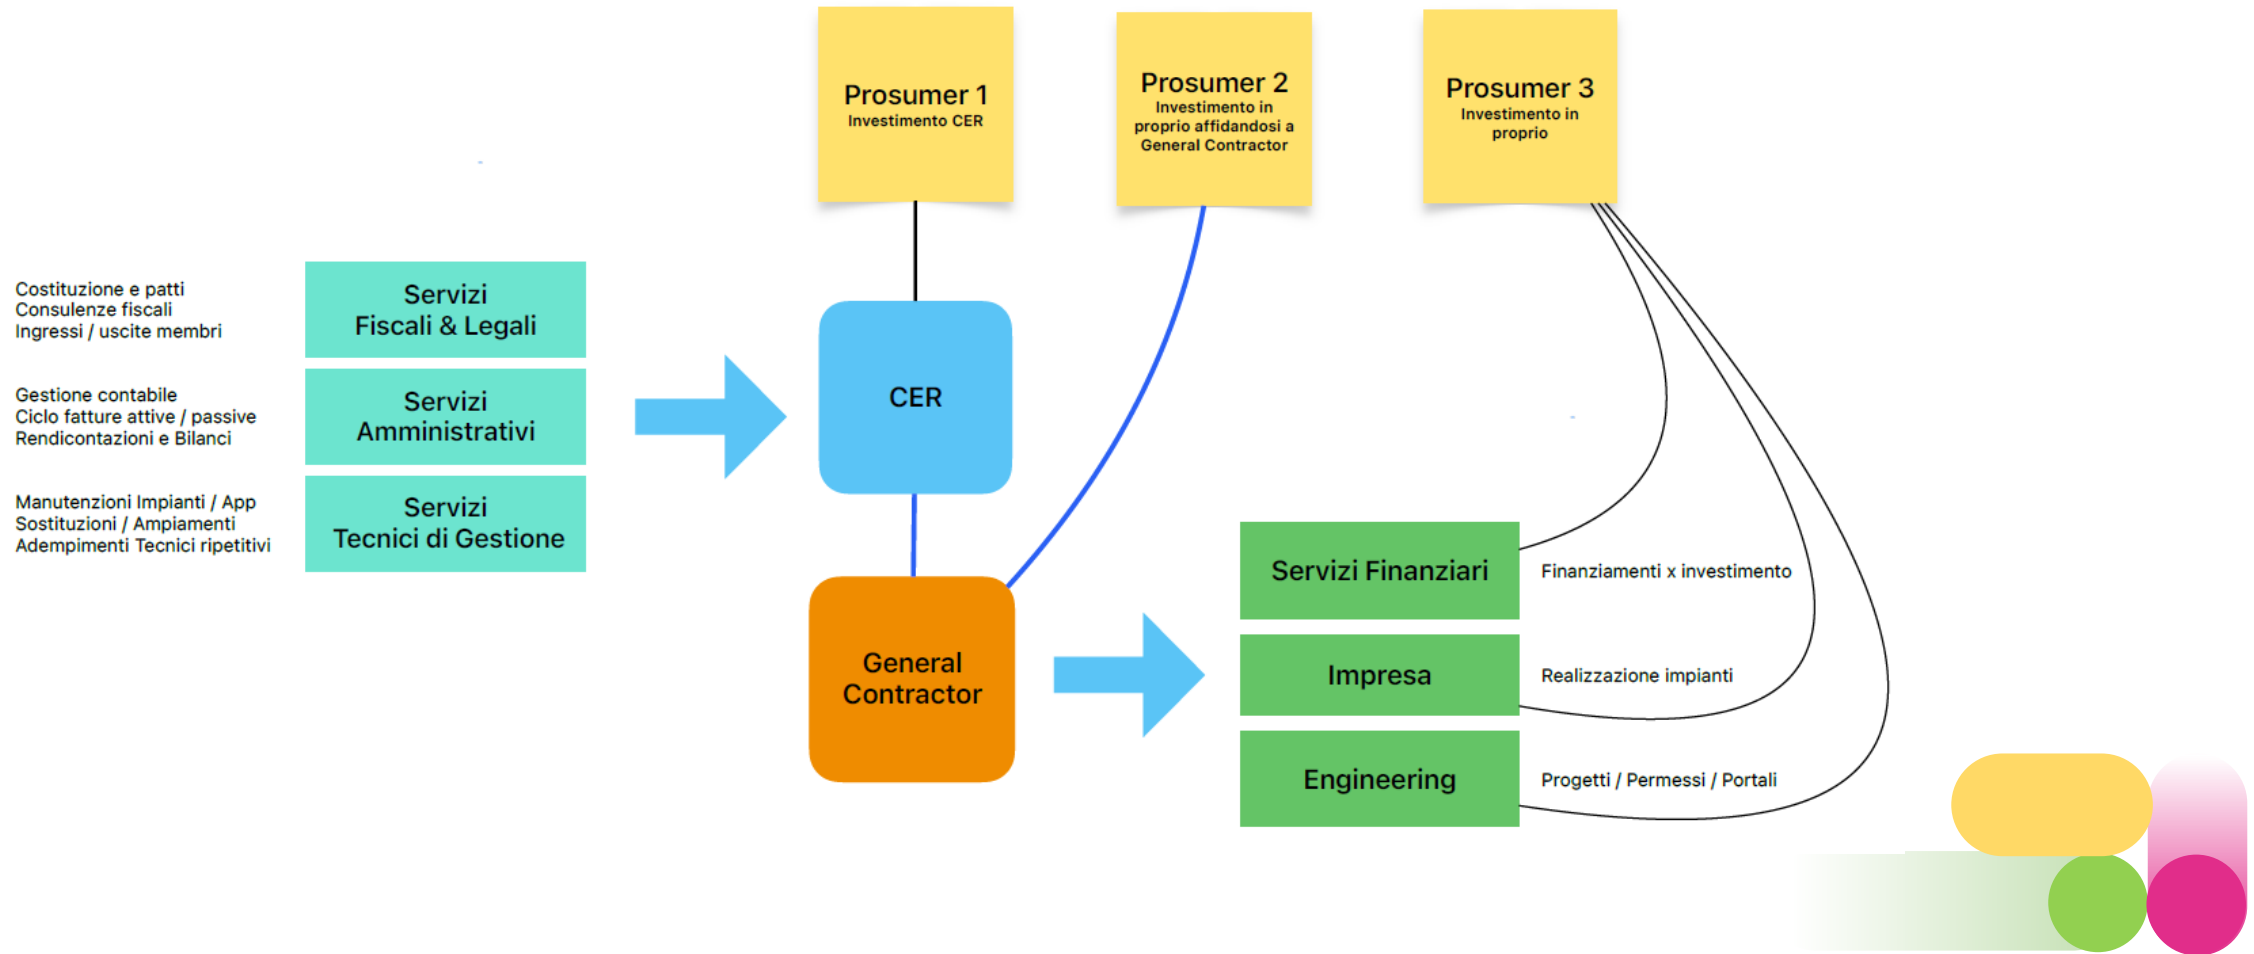 Prosumer 1
Investimento CER
Prosumer 2
Investimento in
proprio affidandosi a
General Contractor
Prosumer 3
Investimento in
proprio
Costituzione e patti
Consulenze fiscali
Ingressi / uscite membri
Servizi
Fiscali & Legali
Gestione contabile
Ciclo fatture attive / passive
Rendicontazioni e Bilanci
Servizi
Amministrativi
Manutenzioni Impianti / App
Sostituzioni / Ampiamenti
Adempimenti Tecnici ripetitivi
Servizi
Tecnici di Gestione
CER
General
Contractor
Servizi Finanziari
Finanziamenti x investimento
Impresa
Realizzazione impianti
Engineering
Progetti / Permessi / Portali